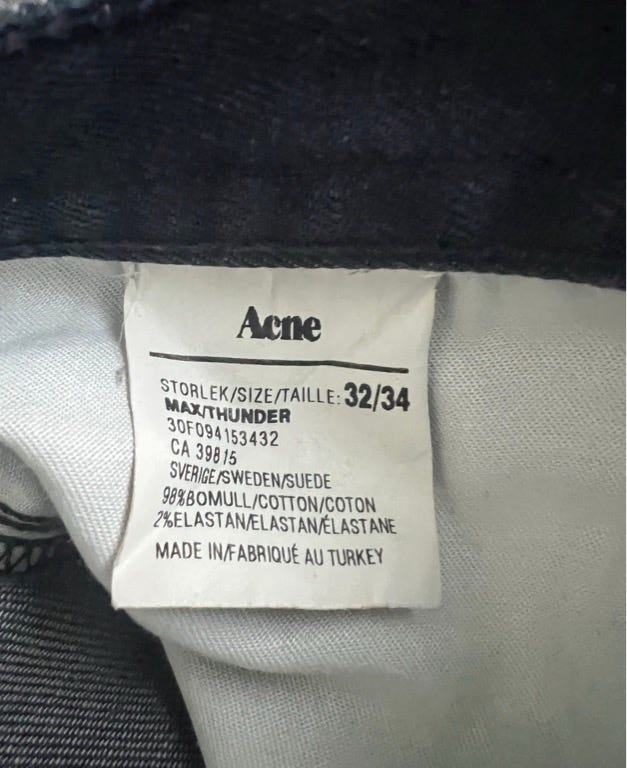 Acne
STORLEK/SIZE/TAILLE: 32/34
MAX/THUNDER
30F094153432
CA 39815
SVERIGE/SWEDEN/SUEDE
98%BOMULL/COTTON/COTON
2%ELASTAN/ELASTAN/ÉLASTANE
MADE IN/FABRIQUÉ AU TURKEY